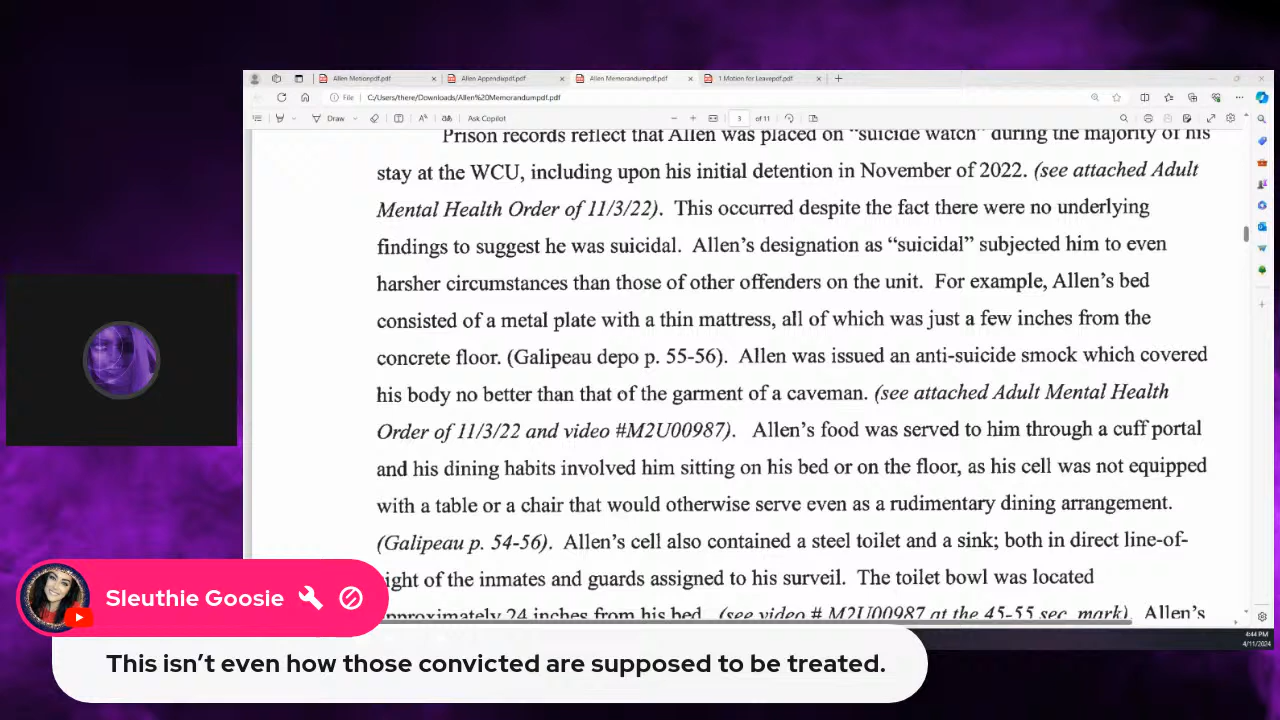 Allen Motionpdf.pdf
Allen Appendixpdf.pdf
Allen Memorandumpdf.pdf
1 Motion for Leavepdf.pdf
File
C:/Users/there/Downloads/Allen%20Memorandumpdf.pdf
Draw
Ask Copilot
3 of 11
Prison records reflect that Allen was placed on “suicide watch” during the majority of his
stay at the WCU, including upon his initial detention in November of 2022. (see attached Adult
Mental Health Order of 11/3/22). This occurred despite the fact there were no underlying
findings to suggest he was suicidal. Allen’s designation as “suicidal” subjected him to even
harsher circumstances than those of other offenders on the unit. For example, Allen’s bed
consisted of a metal plate with a thin mattress, all of which was just a few inches from the
concrete floor. (Galipeau depo p. 55-56). Allen was issued an anti-suicide smock which covered
his body no better than that of the garment of a caveman. (see attached Adult Mental Health
Order of 11/3/22 and video #M2U00987). Allen’s food was served to him through a cuff portal
and his dining habits involved him sitting on his bed or on the floor, as his cell was not equipped
with a table or a chair that would otherwise serve even as a rudimentary dining arrangement.
(Galipeau p. 54-56). Allen’s cell also contained a steel toilet and a sink; both in direct line-of-
ight of the inmates and guards assigned to his surveil. The toilet bowl was located
approximately 24 inches from his bed. (see video # M2U00987 at the 45-55 sec. mark). Allen’s
4:44 PM
4/11/2024
Sleuthie Goosie
This isn’t even how those convicted are supposed to be treated.